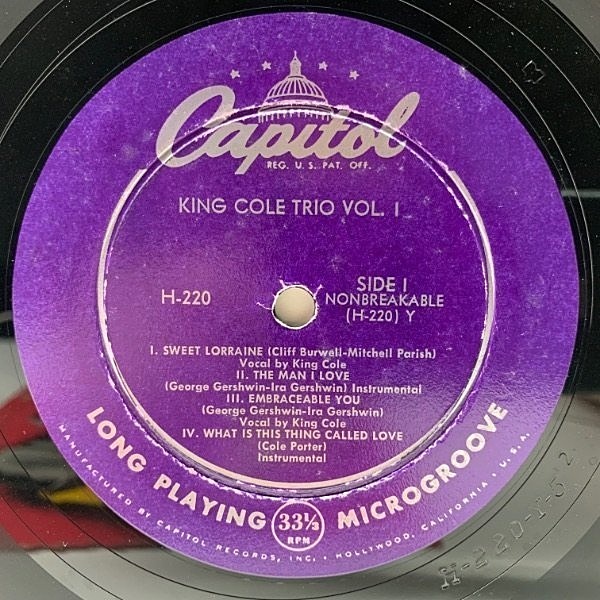 Capitol
REG. U. S. PAT. OFF.
KING COLE TRIO VOL. I
H-220
SIDE I
NONBREAKABLE
(H-220) Y
I. SWEET LORRAINE (Cliff Burwell-Mitchell Parish)
Vocal by King Cole
II. THE MAN I LOVE
(George Gershwin-Ira Gershwin) Instrumental
III. EMBRACEABLE YOU
(George Gershwin-Ira Gershwin)
Vocal by King Cole
IV. WHAT IS THIS THING CALLED LOVE
(Cole Porter)
Instrumental
LONG PLAYING 33⅓ RPM MICROGROOVE
MANUFACTURED BY CAPITOL RECORDS, INC. • HOLLYWOOD, CALIFORNIA, U.S.A.